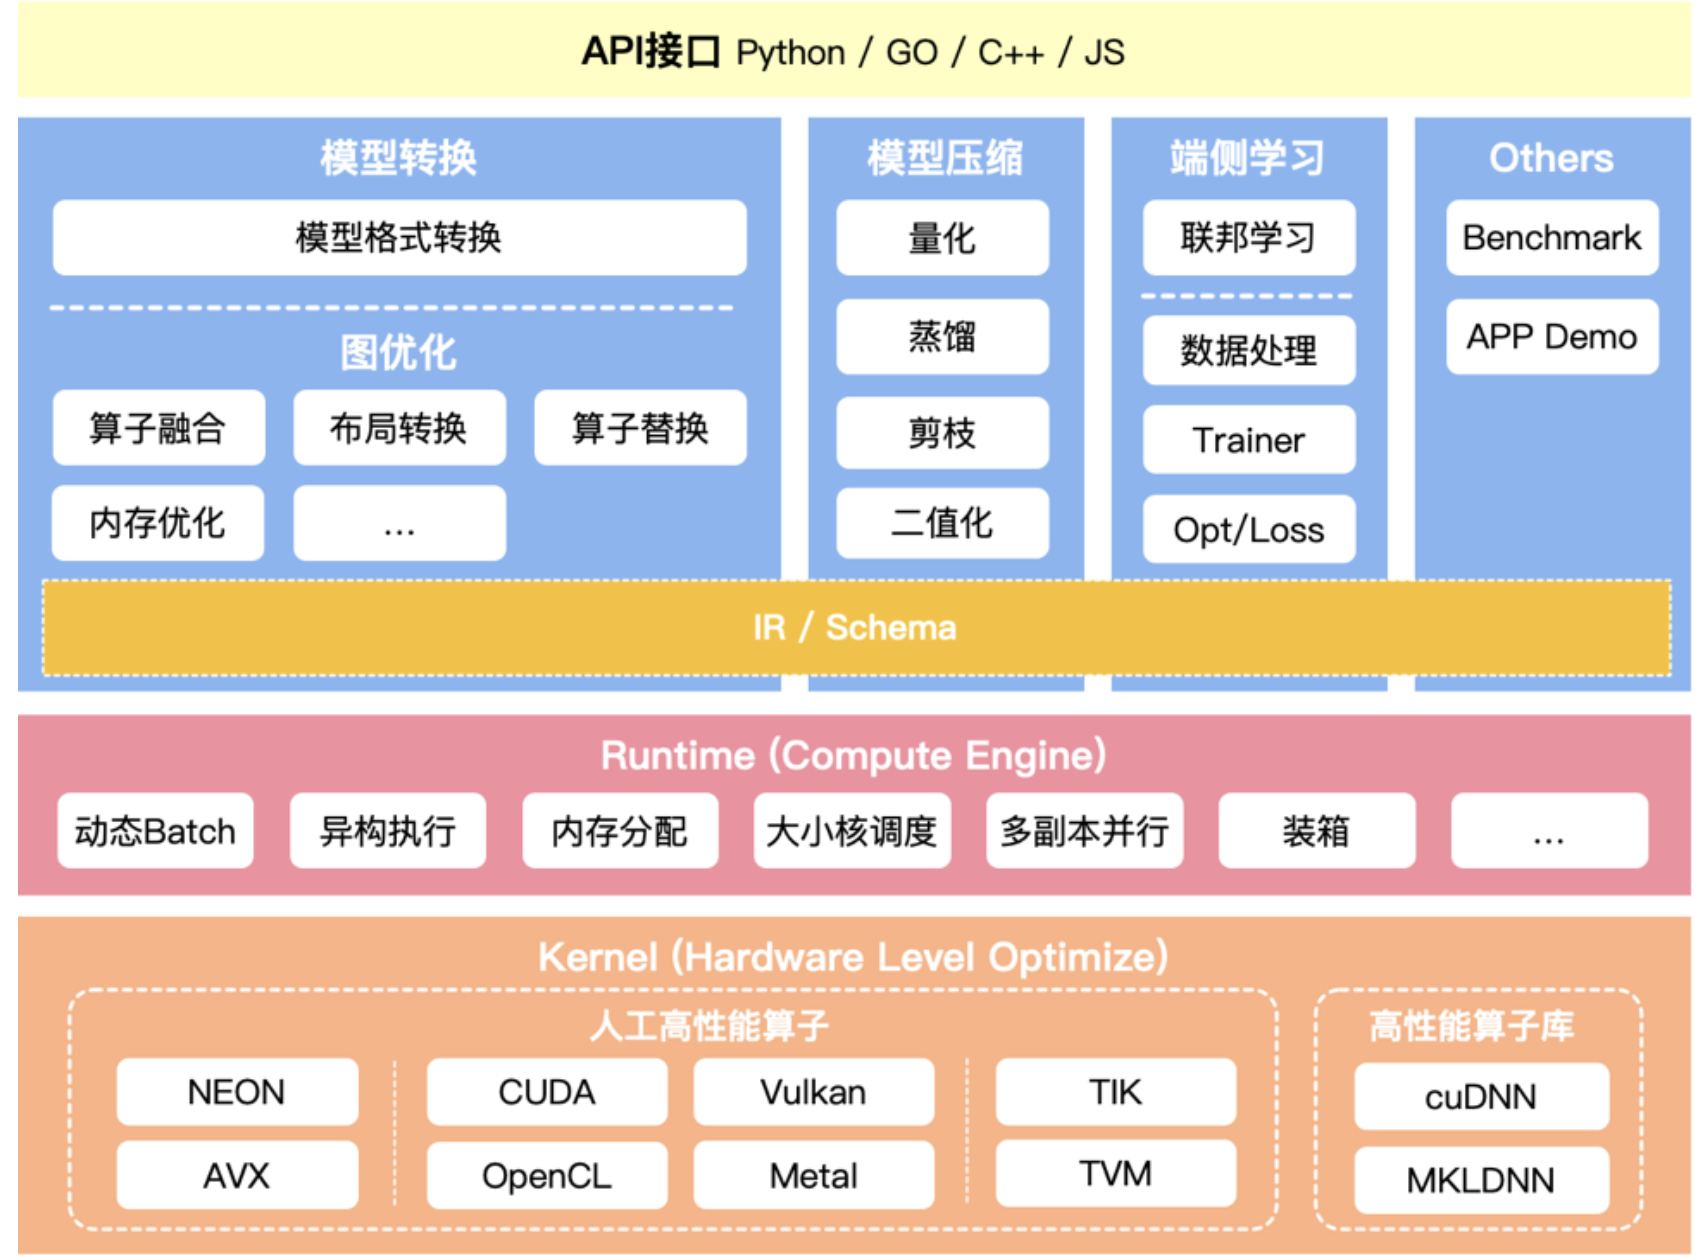 API接口 Python / GO / C++ / JS
模型转换
模型格式转换
图优化
算子融合
布局转换
算子替换
内存优化
...
模型压缩
量化
蒸馏
剪枝
二值化
端侧学习
联邦学习
数据处理
Trainer
Opt/Loss
Others
Benchmark
APP Demo
IR / Schema
Runtime (Compute Engine)
动态Batch
异构执行
内存分配
大小核调度
多副本并行
装箱
...
Kernel (Hardware Level Optimize)
人工高性能算子
NEON
CUDA
Vulkan
TIK
AVX
OpenCL
Metal
TVM
高性能算子库
cuDNN
MKLDNN